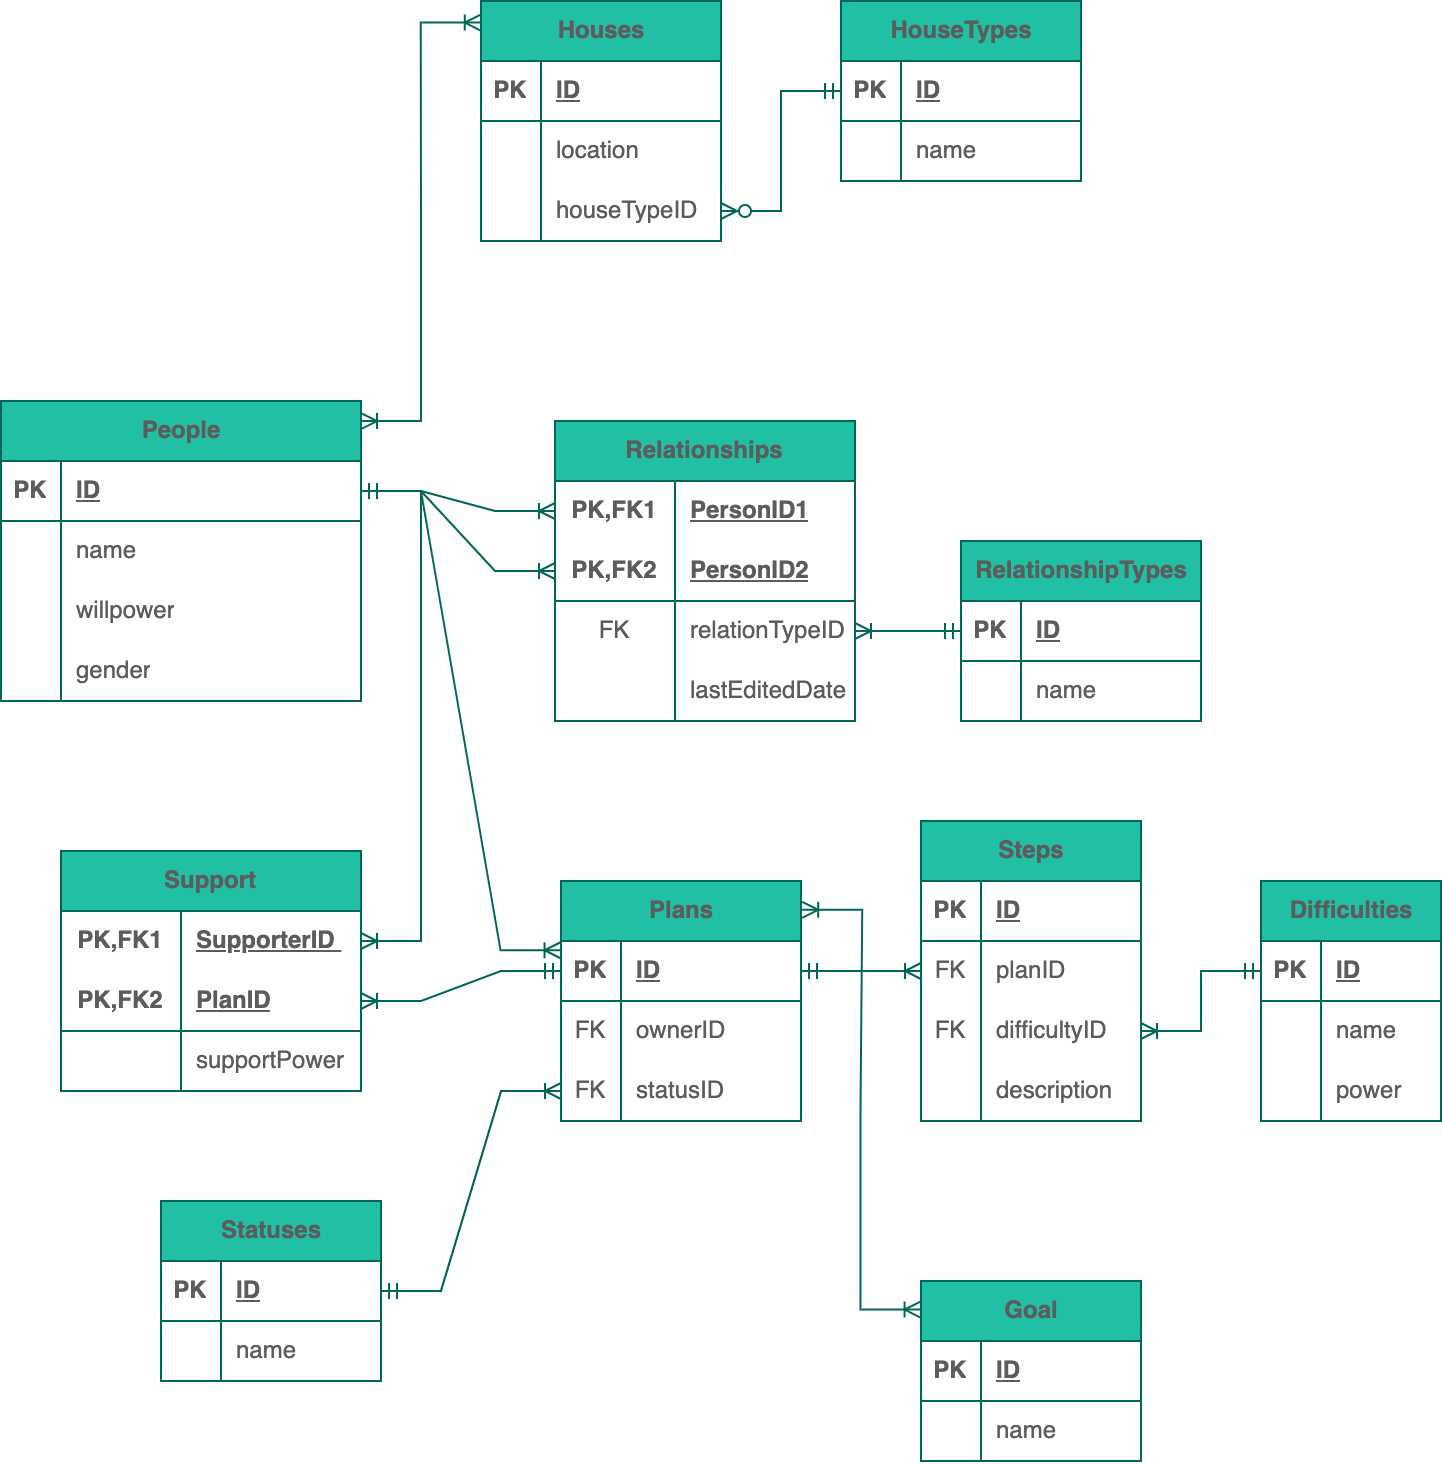 Houses
PK ID
location
houseTypeID
HouseTypes
PK ID
name
People
PK ID
name
willpower
gender
Relationships
PK,FK1 PersonID1
PK,FK2 PersonID2
FK relationTypeID
lastEditedDate
RelationshipTypes
PK ID
name
Support
PK,FK1 SupporterID
PK,FK2 PlanID
supportPower
Plans
PK ID
FK ownerID
FK statusID
Steps
PK ID
FK planID
FK difficultyID
description
Difficulties
PK ID
name
power
Statuses
PK ID
name
Goal
PK ID
name